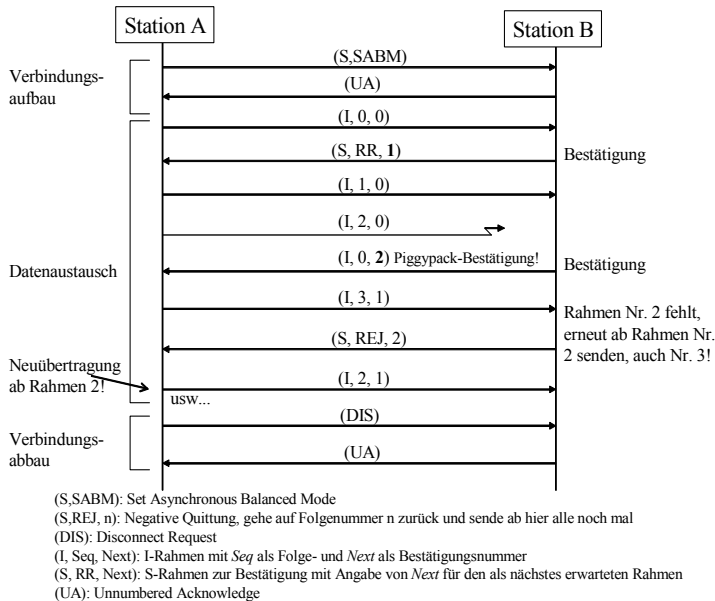 Station A
Station B
(S,SABM)
Verbindungs-
aufbau
(UA)
(I, 0, 0)
(S, RR, 1)
Bestätigung
(I, 1, 0)
(I, 2, 0)
Datenaustausch
(I, 0, 2) Piggypack-Bestätigung!
Bestätigung
(I, 3, 1)
Rahmen Nr. 2 fehlt,
erneut ab Rahmen Nr.
2 senden, auch Nr. 3!
(S, REJ, 2)
Neuübertragung
ab Rahmen 2!
(I, 2, 1)
usw...
(DIS)
Verbindungs-
abbau
(UA)
(S,SABM): Set Asynchronous Balanced Mode
(S,REJ, n): Negative Quittung, gehe auf Folgenummer n zurück und sende ab hier alle noch mal
(DIS): Disconnect Request
(I, Seq, Next): I-Rahmen mit Seq als Folge- und Next als Bestätigungsnummer
(S, RR, Next): S-Rahmen zur Bestätigung mit Angabe von Next für den als nächstes erwarteten Rahmen
(UA): Unnumbered Acknowledge